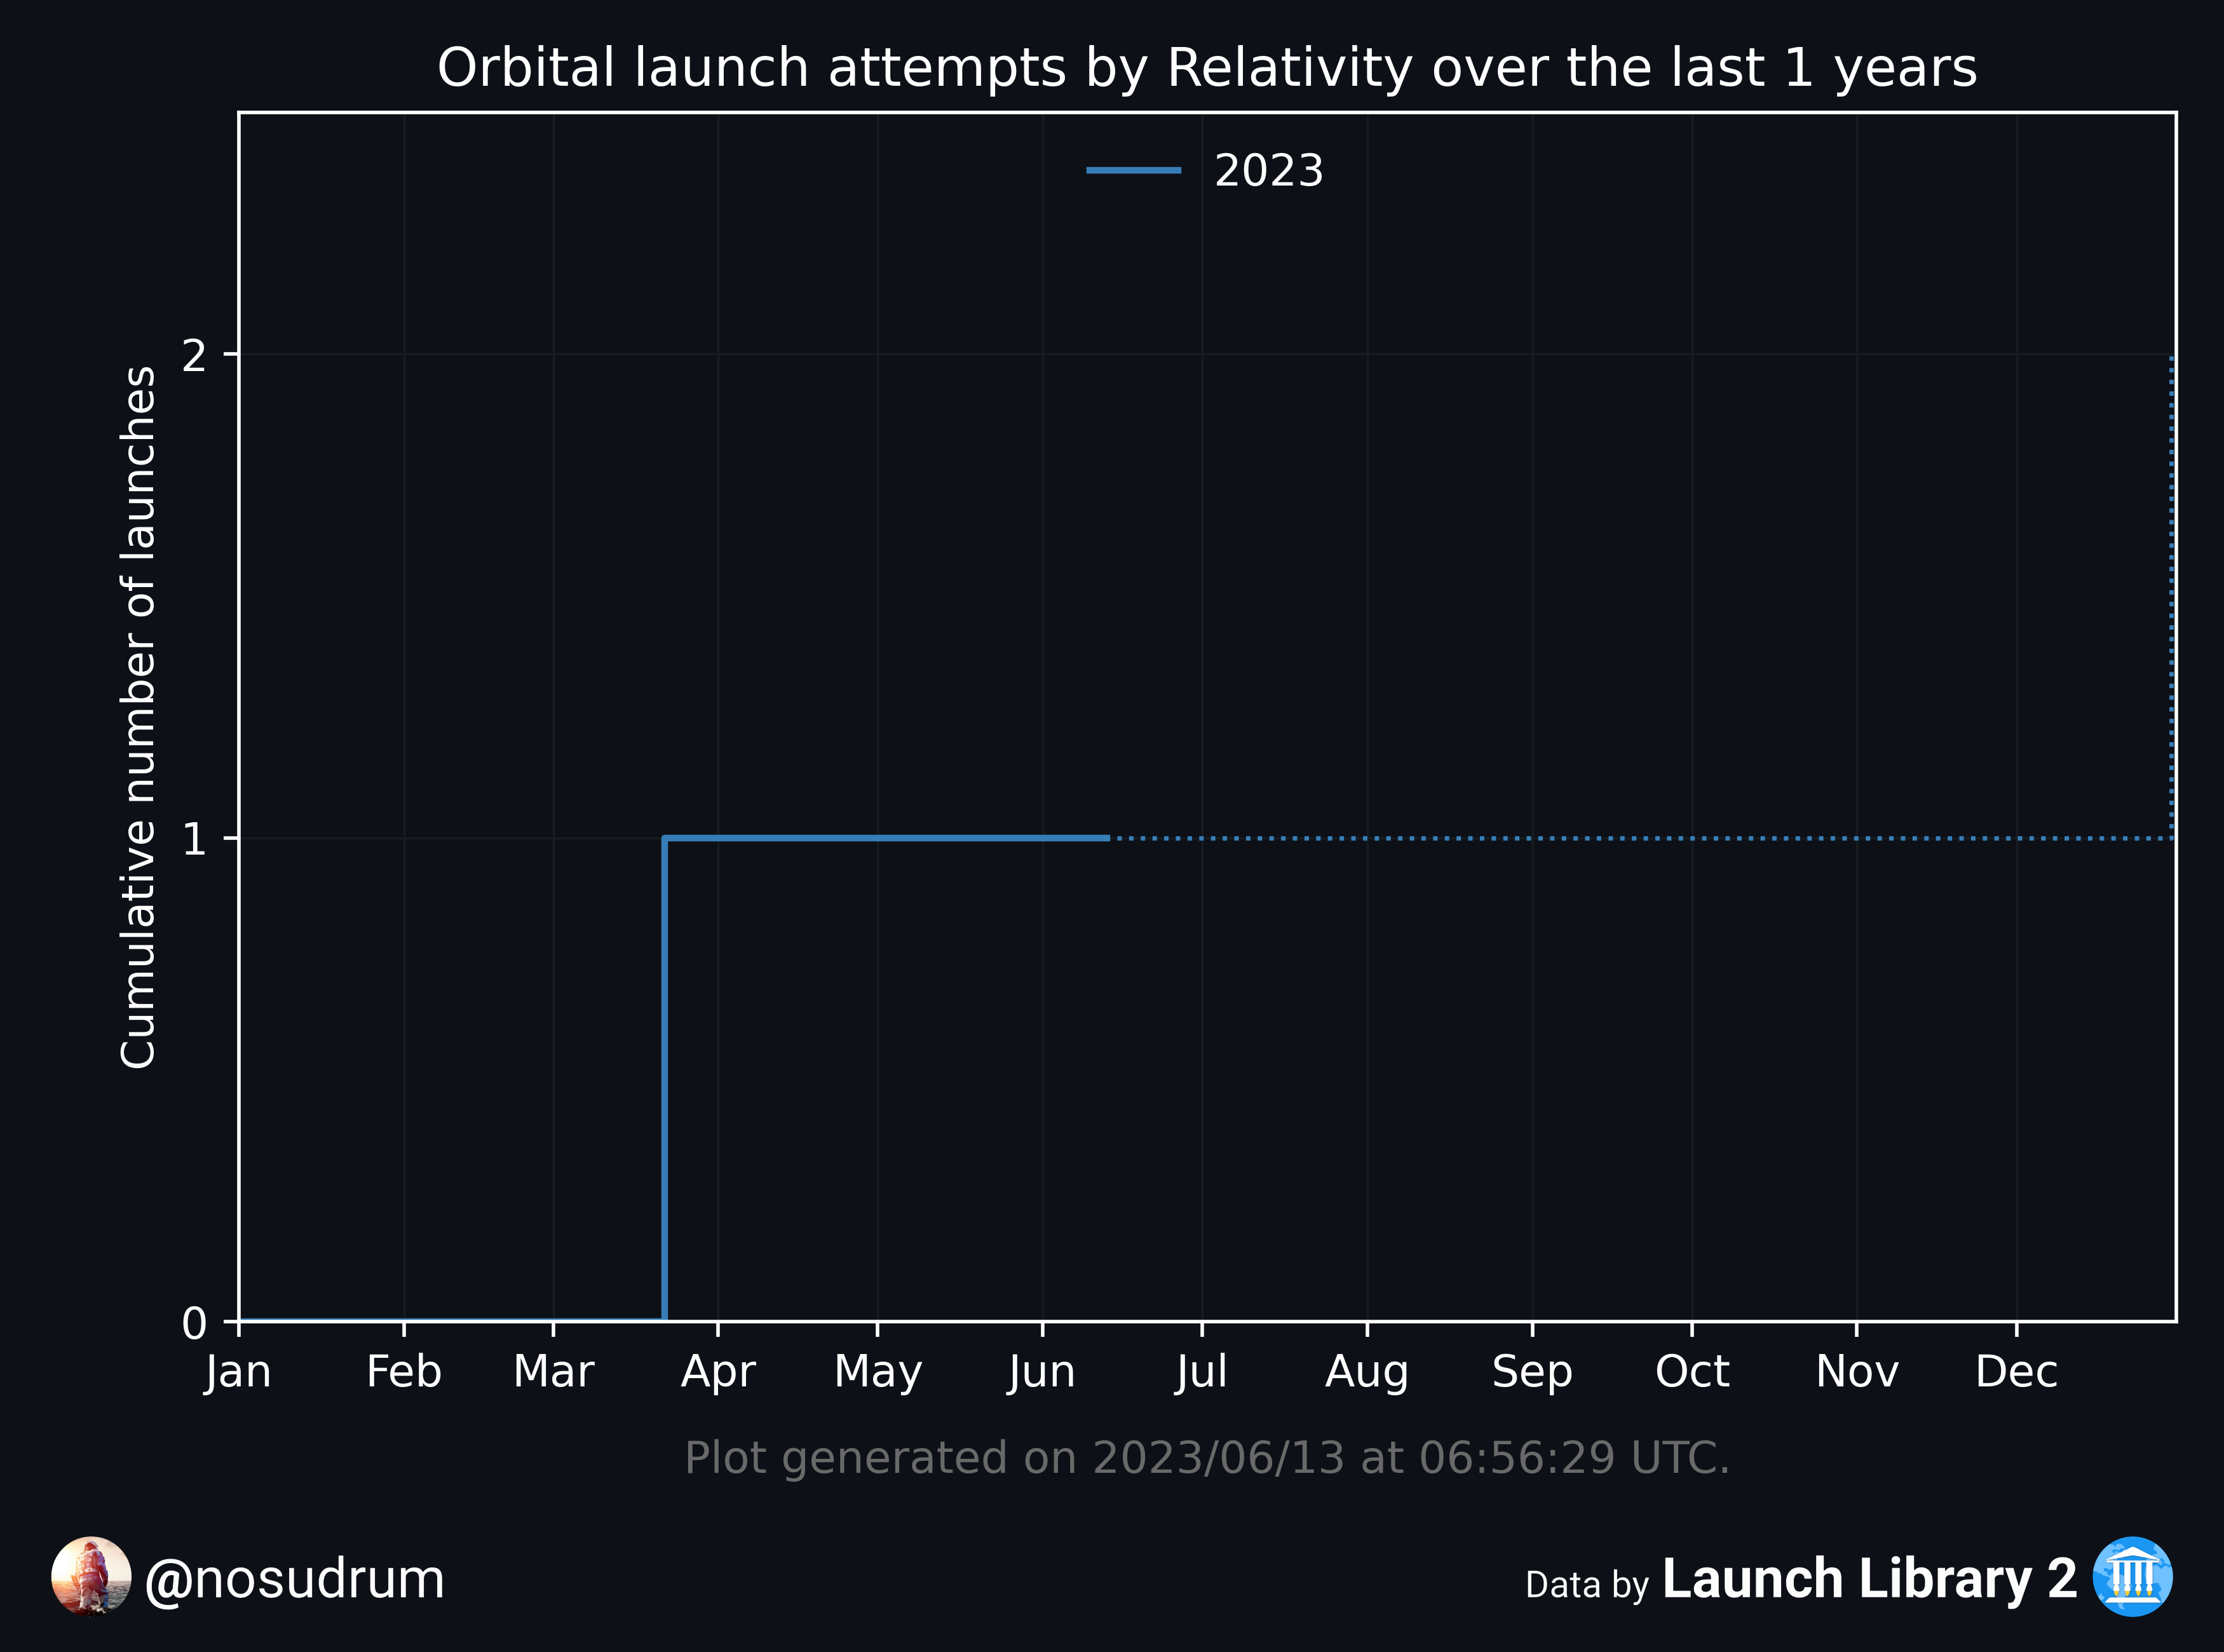 Orbital launch attempts by Relativity over the last 1 years
2023
Cumulative number of launches
2
1
0
Jan Feb Mar Apr May Jun Jul Aug Sep Oct Nov Dec
Plot generated on 2023/06/13 at 06:56:29 UTC.
@nosudrum
Data by Launch Library 2